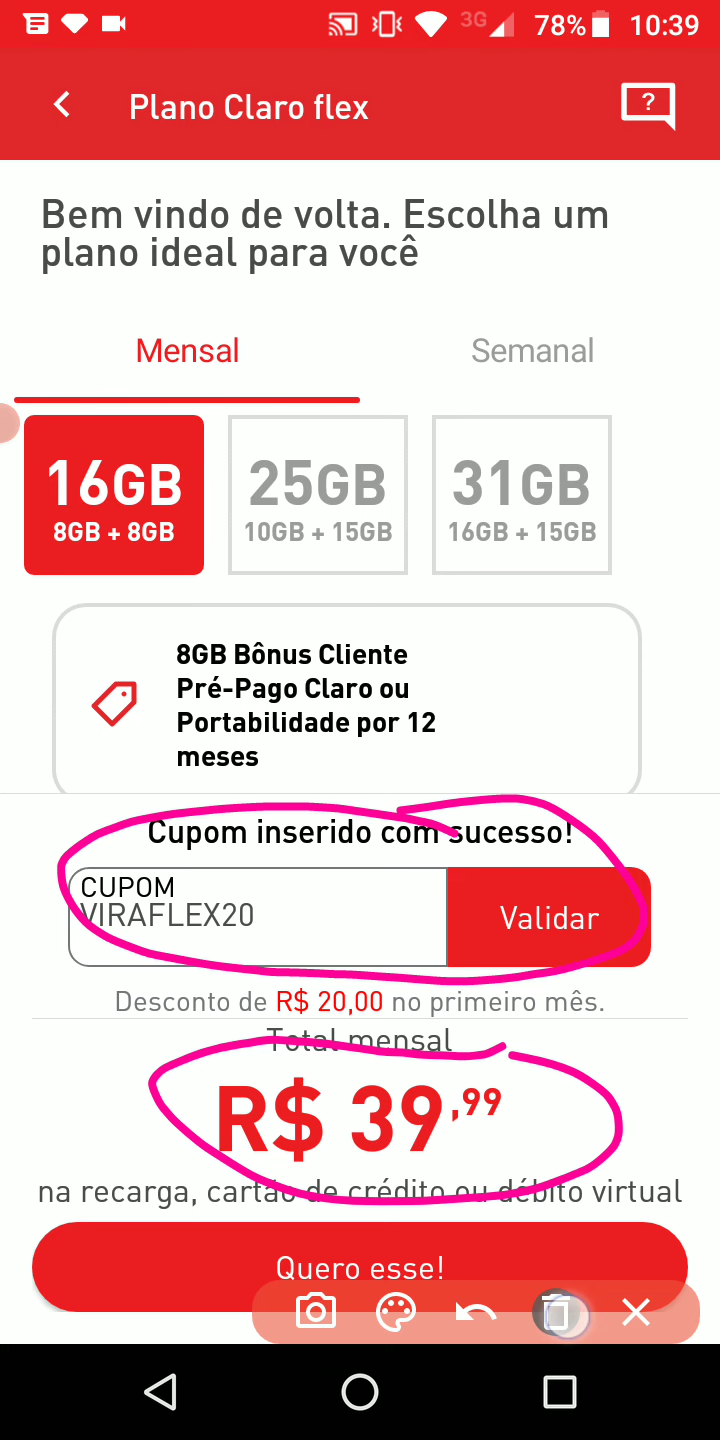 3G 78% 10:39
Plano Claro flex
?
Bem vindo de volta. Escolha um
plano ideal para você
Mensal Semanal
16GB 25GB 31GB
8GB + 8GB 10GB + 15GB 16GB + 15GB
8GB Bônus Cliente
Pré-Pago Claro ou
Portabilidade por 12
meses
Cupom inserido com sucesso!
CUPOM
VIRAFLEX20 Validar
Desconto de R$ 20,00 no primeiro mês.
Total mensal
R$ 39,99
na recarga, cartão de crédito ou débito virtual
Quero esse!